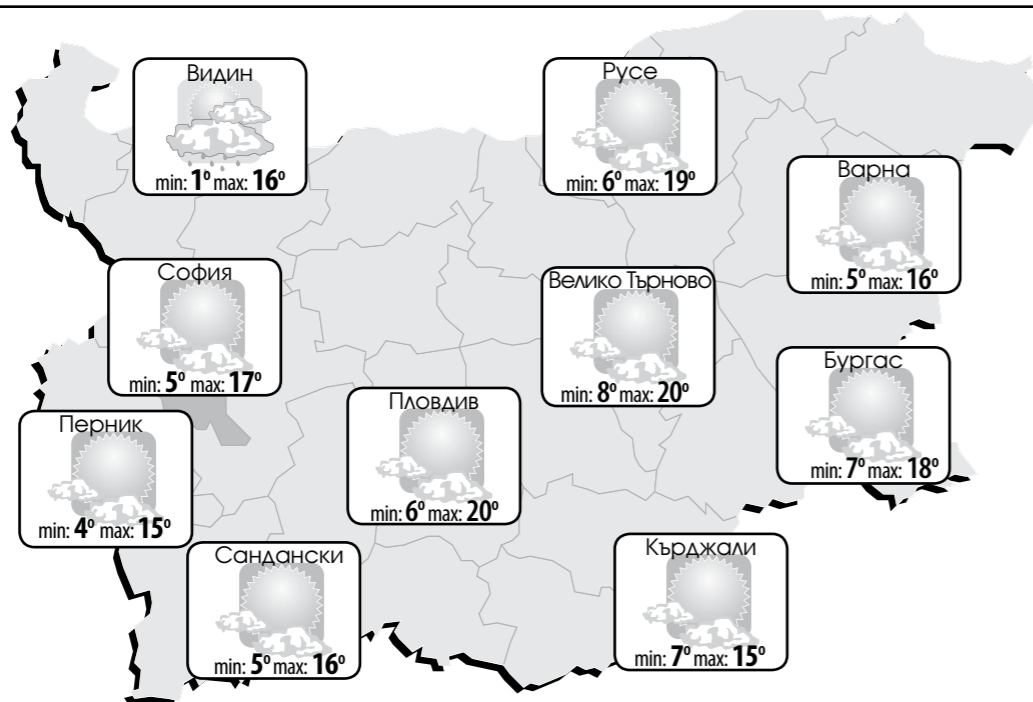 Видин
min: 1° max: 16°
Русе
min: 6° max: 19°
Варна
min: 5° max: 16°
София
min: 5° max: 17°
Велико Търново
min: 8° max: 20°
Бургас
min: 7° max: 18°
Пловдив
min: 6° max: 20°
Перник
min: 4° max: 15°
Сандански
min: 5° max: 16°
Кърджали
min: 7° max: 15°